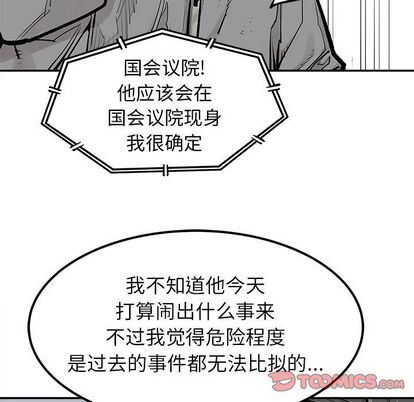 国会议院!
他应该会在
国会议院现身
我很确定
我不知道他今天
打算闹出什么事来
不过我觉得危险程度
是过去的事件都无法比拟的...
TOOMICS